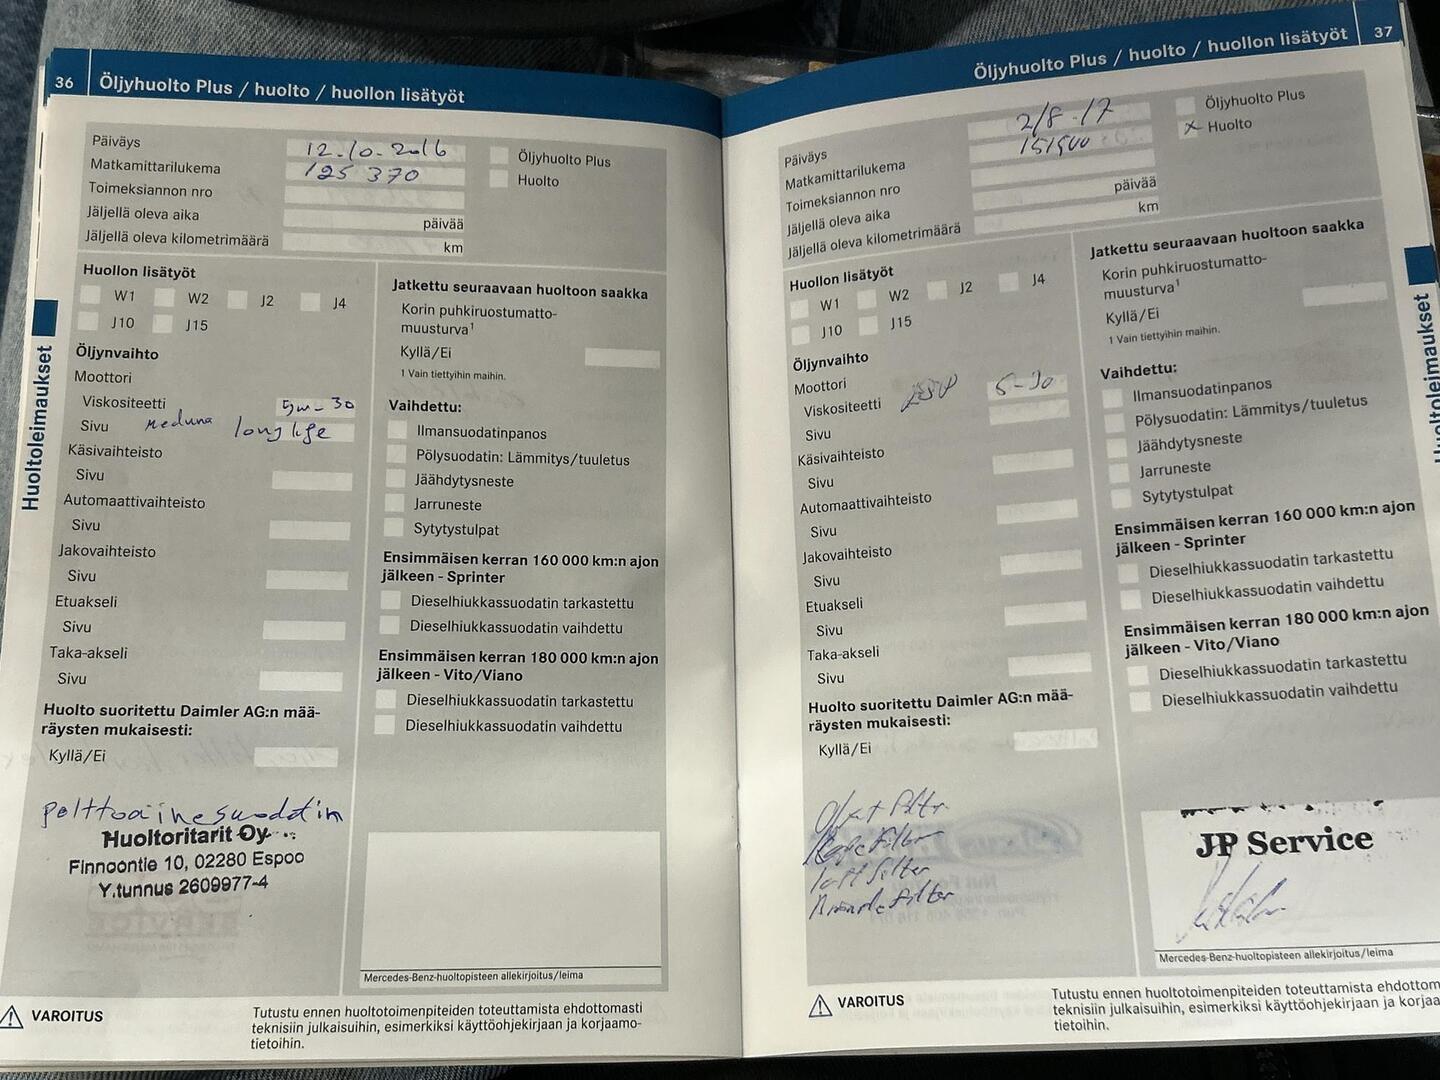 36 Öljyhuolto Plus / huolto / huollon lisätyöt
Päiväys 12.10.2016
Matkamittarilukema 125 370
Toimeksiannon nro
Jäljellä oleva aika päivää
Jäljellä oleva kilometrimäärä km
Öljyhuolto Plus
Huolto
Huoltoleimaukset
Huollon lisätyöt
W1 W2 J2 J4
J10 J15
Öljynvaihto
Moottori
Viskositeetti 5w-30
Sivu longlife
Käsivaihteisto
Sivu
Automaattivaihteisto
Sivu
Jakovaihteisto
Sivu
Etuakseli
Sivu
Taka-akseli
Sivu
Huolto suoritettu Daimler AG:n mää-
räysten mukaisesti:
Kyllä/Ei
polttoainesuodatin
Huoltoritarit Oy
Finnoontie 10, 02280 Espoo
Y.tunnus 2609977-4
Jatkettu seuraavaan huoltoon saakka
Korin puhkiruostumatto-
muusturva¹
Kyllä/Ei
1 Vain tiettyihin maihin.
Vaihdettu:
Ilmansuodatinpanos
Pölysuodatin: Lämmitys/tuuletus
Jäähdytysneste
Jarruneste
Sytytystulpat
Ensimmäisen kerran 160 000 km:n ajon
jälkeen - Sprinter
Dieselhiukkassuodatin tarkastettu
Dieselhiukkassuodatin vaihdettu
Ensimmäisen kerran 180 000 km:n ajon
jälkeen - Vito/Viano
Dieselhiukkassuodatin tarkastettu
Dieselhiukkassuodatin vaihdettu
Mercedes-Benz-huoltopisteen allekirjoitus/leima
VAROITUS
Tutustu ennen huoltotoimenpiteiden toteuttamista ehdottomasti
teknisiin julkaisuihin, esimerkiksi käyttöohjekirjaan ja korjaamo-
tietoihin.
Öljyhuolto Plus / huolto / huollon lisätyöt 37
Päiväys 2/8-17
Matkamittarilukema 151500
Toimeksiannon nro
Jäljellä oleva aika päivää
Jäljellä oleva kilometrimäärä km
Öljyhuolto Plus
x Huolto
Huoltoleimaukset
Huollon lisätyöt
W1 W2 J2 J4
J10 J15
Öljynvaihto
Moottori
Viskositeetti 5-30
Sivu
Käsivaihteisto
Sivu
Automaattivaihteisto
Sivu
Jakovaihteisto
Sivu
Etuakseli
Sivu
Taka-akseli
Sivu
Huolto suoritettu Daimler AG:n mää-
räysten mukaisesti:
Kyllä/Ei
Jatkettu seuraavaan huoltoon saakka
Korin puhkiruostumatto-
muusturva¹
Kyllä/Ei
1 Vain tiettyihin maihin.
Vaihdettu:
Ilmansuodatinpanos
Pölysuodatin: Lämmitys/tuuletus
Jäähdytysneste
Jarruneste
Sytytystulpat
Ensimmäisen kerran 160 000 km:n ajon
jälkeen - Sprinter
Dieselhiukkassuodatin tarkastettu
Dieselhiukkassuodatin vaihdettu
Ensimmäisen kerran 180 000 km:n ajon
jälkeen - Vito/Viano
Dieselhiukkassuodatin tarkastettu
Dieselhiukkassuodatin vaihdettu
JP Service
Mercedes-Benz-huoltopisteen allekirjoitus/leima
VAROITUS
Tutustu ennen huoltotoimenpiteiden toteuttamista ehdottom
teknisiin julkaisuihin, esimerkiksi käyttöohjekirjaan ja korjaa
tietoihin.